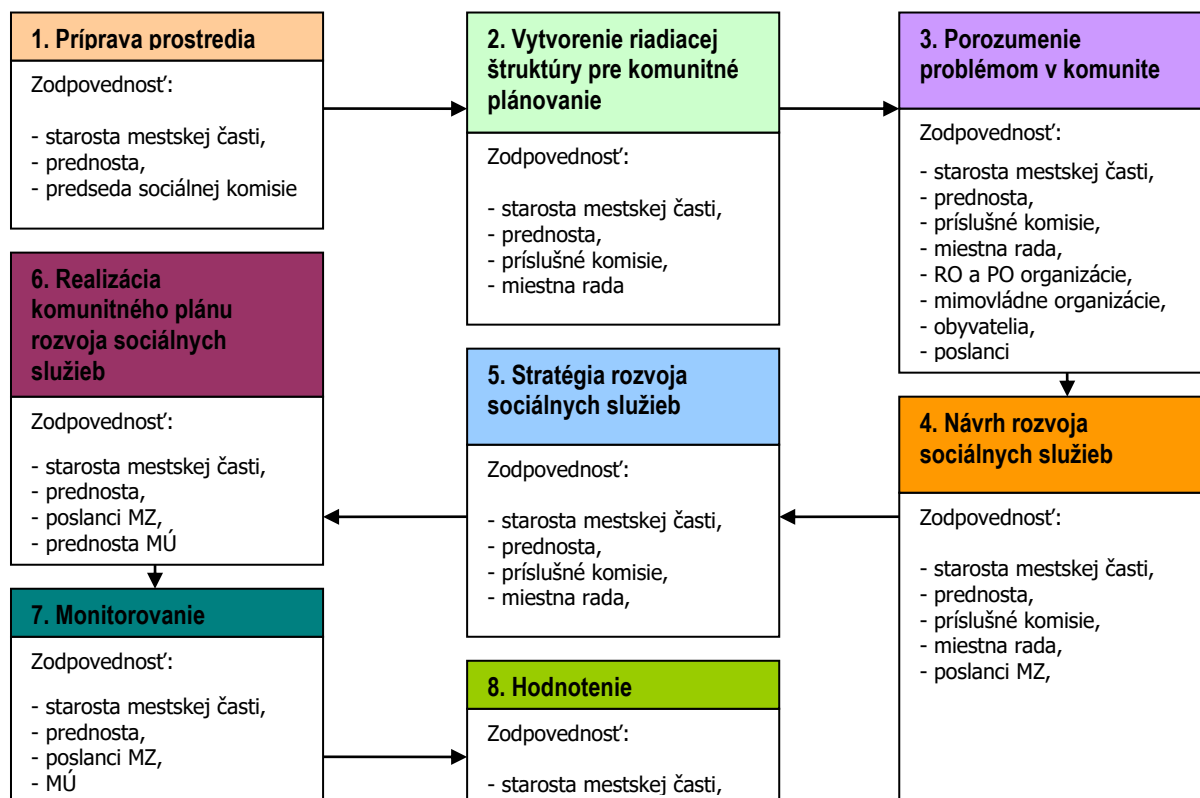 1. Príprava prostredia
Zodpovednosť:
- starosta mestskej časti,
- prednosta,
- predseda sociálnej komisie
2. Vytvorenie riadiacej
štruktúry pre komunitné
plánovanie
Zodpovednosť:
- starosta mestskej časti,
- prednosta,
- príslušné komisie,
- miestna rada
3. Porozumenie
problémom v komunite
Zodpovednosť:
- starosta mestskej časti,
- prednosta,
- príslušné komisie,
- miestna rada,
- RO a PO organizácie,
- mimovládne organizácie,
- obyvatelia,
- poslanci
4. Návrh rozvoja
sociálnych služieb
Zodpovednosť:
- starosta mestskej časti,
- prednosta,
- príslušné komisie,
- miestna rada,
- poslanci MZ,
5. Stratégia rozvoja
sociálnych služieb
Zodpovednosť:
- starosta mestskej časti,
- prednosta,
- príslušné komisie,
- miestna rada,
6. Realizácia
komunitného plánu
rozvoja sociálnych
služieb
Zodpovednosť:
- starosta mestskej časti,
- prednosta,
- poslanci MZ,
- prednosta MÚ
7. Monitorovanie
Zodpovednosť:
- starosta mestskej časti,
- prednosta,
- poslanci MZ,
- MÚ
8. Hodnotenie
Zodpovednosť:
- starosta mestskej časti,